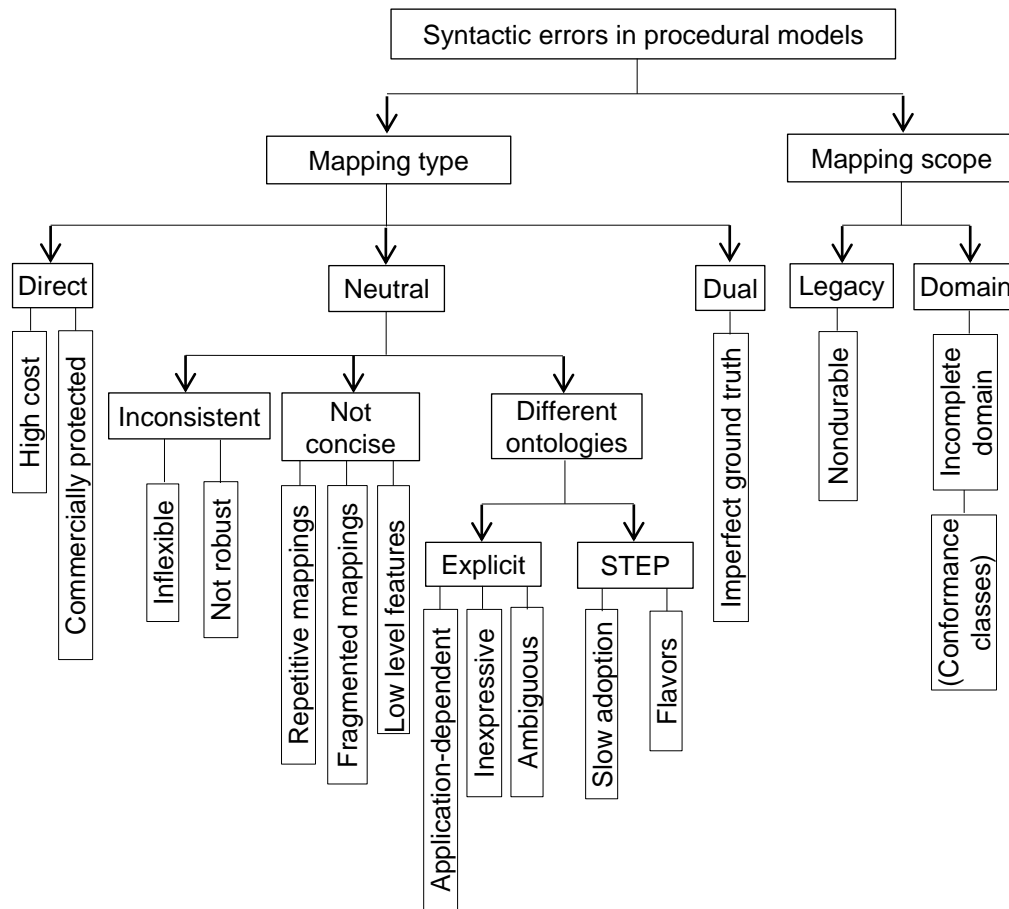 Syntactic errors in procedural models
Mapping type
Mapping scope
Direct
Neutral
Dual
Legacy
Domain
High cost
Commercially protected
Inconsistent
Not
concise
Different
ontologies
Imperfect ground truth
Nondurable
Incomplete
domain
(Conformance
classes)
Inflexible
Not robust
Repetitive mappings
Fragmented mappings
Low level features
Explicit
STEP
Application-dependent
Inexpressive
Ambiguous
Slow adoption
Flavors